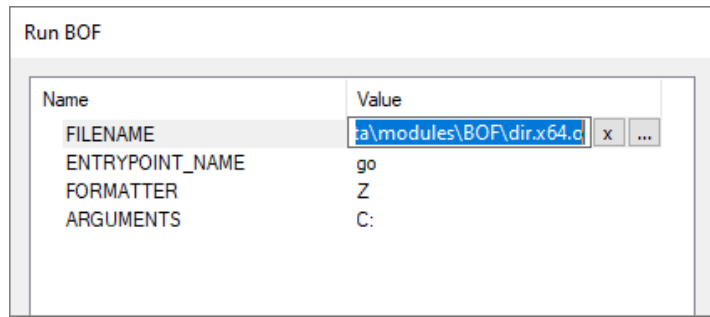 Run BOF
Name Value
FILENAME ta\modules\BOF\dir.x64.o x ...
ENTRYPOINT_NAME go
FORMATTER Z
ARGUMENTS C: